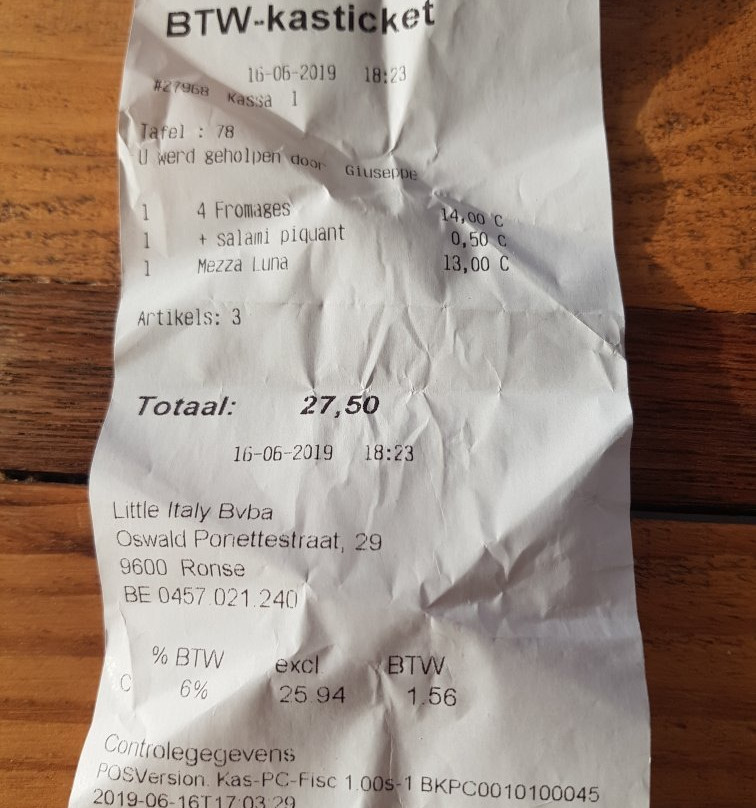 BTW-kasticket
16-06-2019 18:23
#27968 Kassa 1
Tafel : 78
U werd geholpen door Giuseppe
1 4 Fromages 14,00 C
1 + salami piquant 0,50 C
1 Mezza Luna 13,00 C
Artikels: 3
Totaal: 27,50
16-06-2019 18:23
Little Italy Bvba
Oswald Ponettestraat, 29
9600 Ronse
BE 0457.021.240
% BTW excl BTW
C 6% 25.94 1.56
Controlegegevens
POSVersion. Kas-PC-Fisc 1.00s-1 BKPC0010100045
2019-06-16T17:03:29